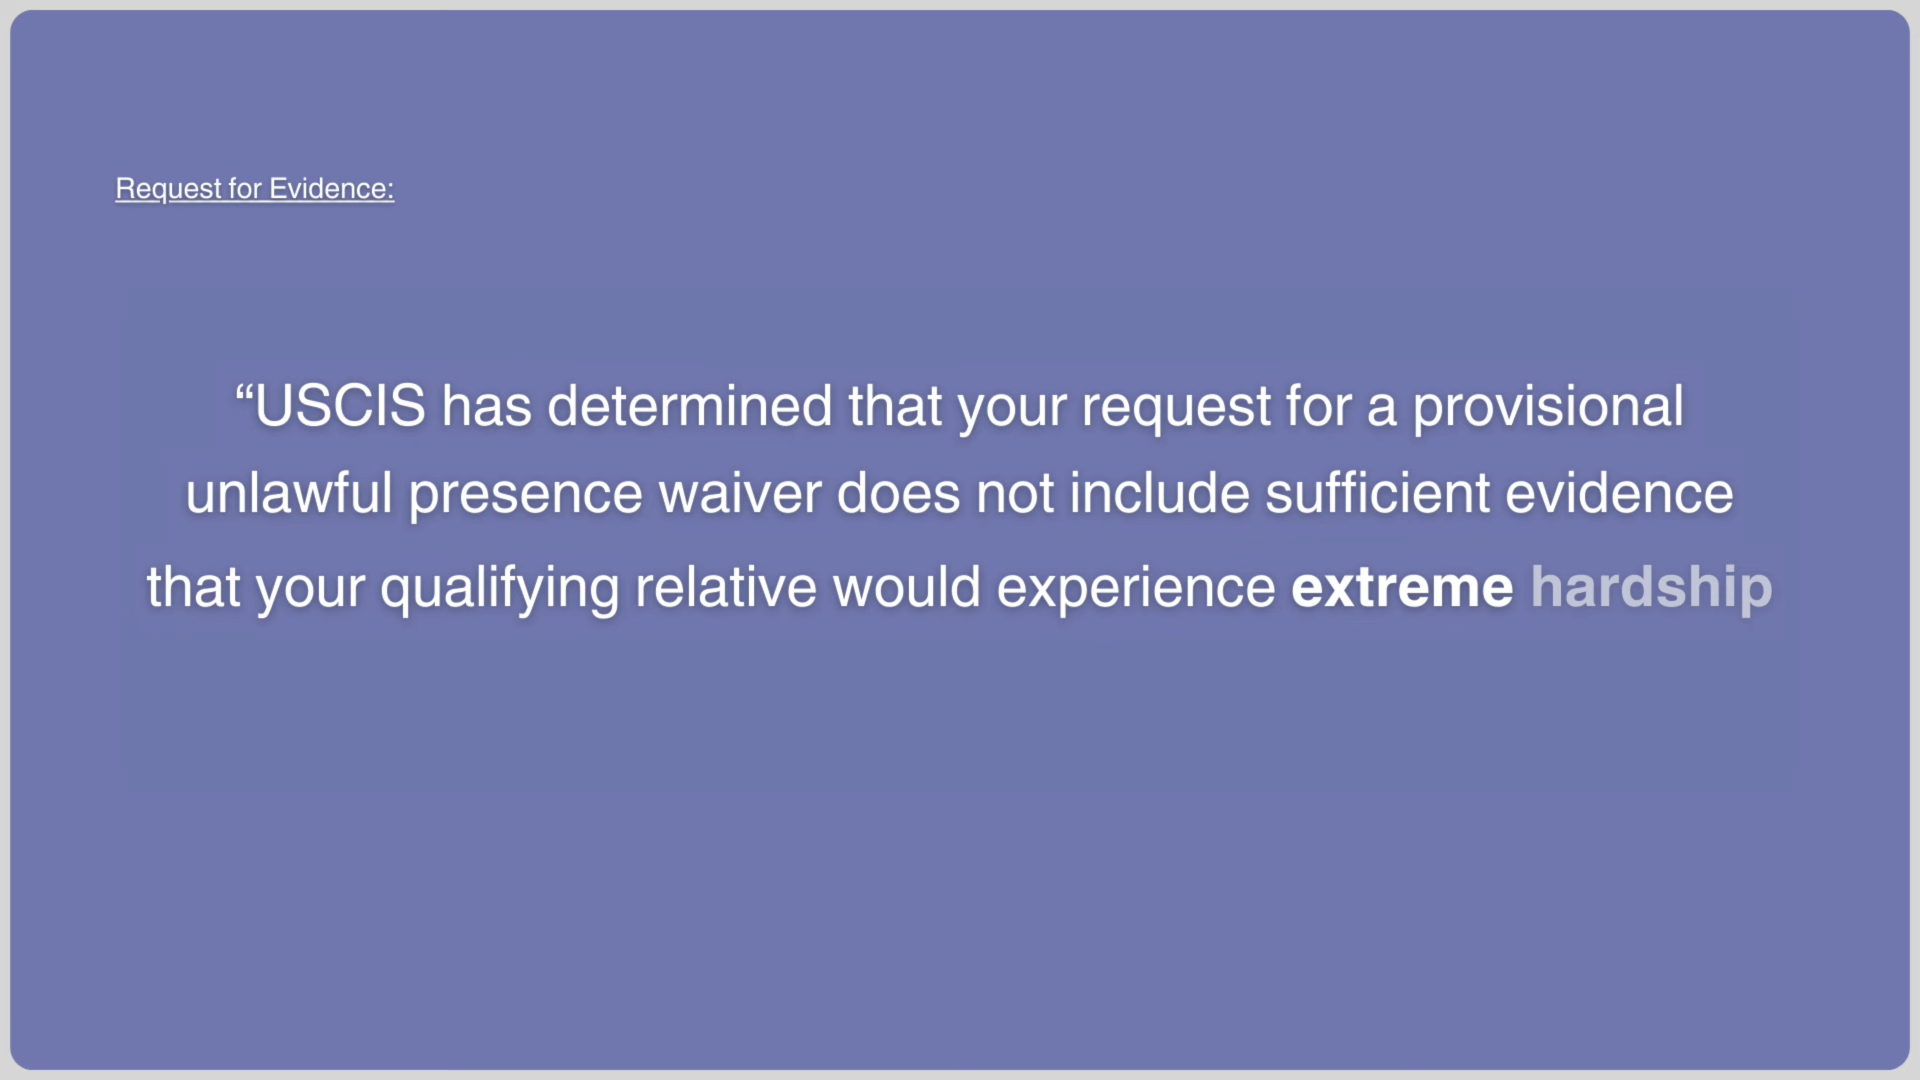 Request for Evidence:
“USCIS has determined that your request for a provisional
unlawful presence waiver does not include sufficient evidence
that your qualifying relative would experience extreme hardship